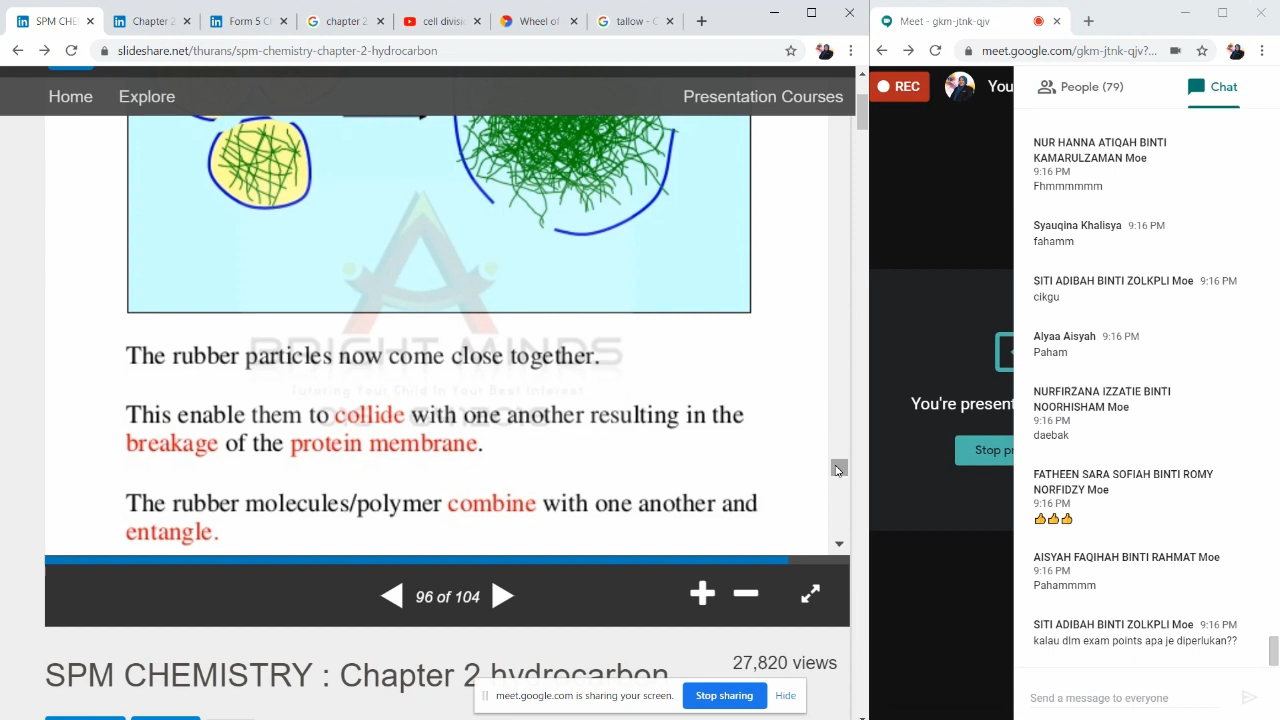 SPM CHE
Chapter 2
Form 5 C
chapter 2
cell divisi
Wheel of
tallow - G
Meet - gkm-jtnk-qjv
slideshare.net/thurans/spm-chemistry-chapter-2-hydrocarbon
meet.google.com/gkm-jtnk-qjv?...
Home Explore Presentation Courses
REC You
People (79) Chat
BRIGHT MINDS
Tutoring Your Child In Your Best Interest
The rubber particles now come close together.
This enable them to collide with one another resulting in the
breakage of the protein membrane.
The rubber molecules/polymer combine with one another and
entangle.
96 of 104
SPM CHEMISTRY : Chapter 2 hydrocarbon
27,820 views
meet.google.com is sharing your screen. Stop sharing Hide
You're present
Stop pr
NUR HANNA ATIQAH BINTI
KAMARULZAMAN Moe
9:16 PM
Fhmmmmmm
Syauqina Khalisya 9:16 PM
fahamm
SITI ADIBAH BINTI ZOLKPLI Moe 9:16 PM
cikgu
Alyaa Aisyah 9:16 PM
Paham
NURFIRZANA IZZATIE BINTI
NOORHISHAM Moe
9:16 PM
daebak
FATHEEN SARA SOFIAH BINTI ROMY
NORFIDZY Moe
9:16 PM
👍👍👍
AISYAH FAQIHAH BINTI RAHMAT Moe
9:16 PM
Pahammmm
SITI ADIBAH BINTI ZOLKPLI Moe 9:16 PM
kalau dlm exam points apa je diperlukan??
Send a message to everyone